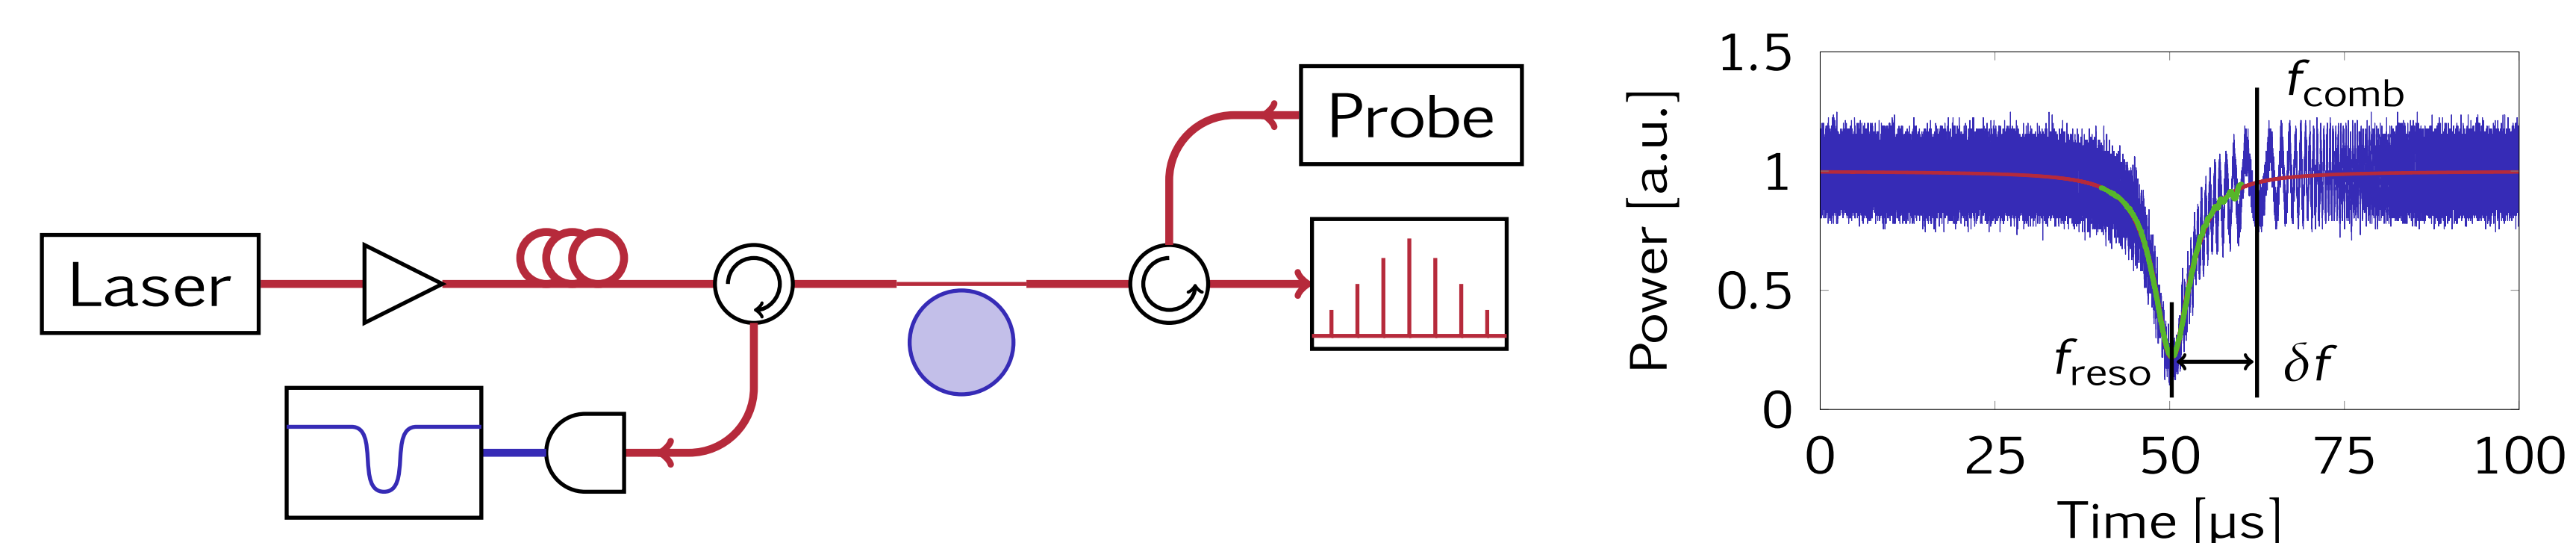 Laser
Probe
Power [a.u.]
1.5
1
0.5
0
f_comb
f_reso
δf
0 25 50 75 100
Time [µs]